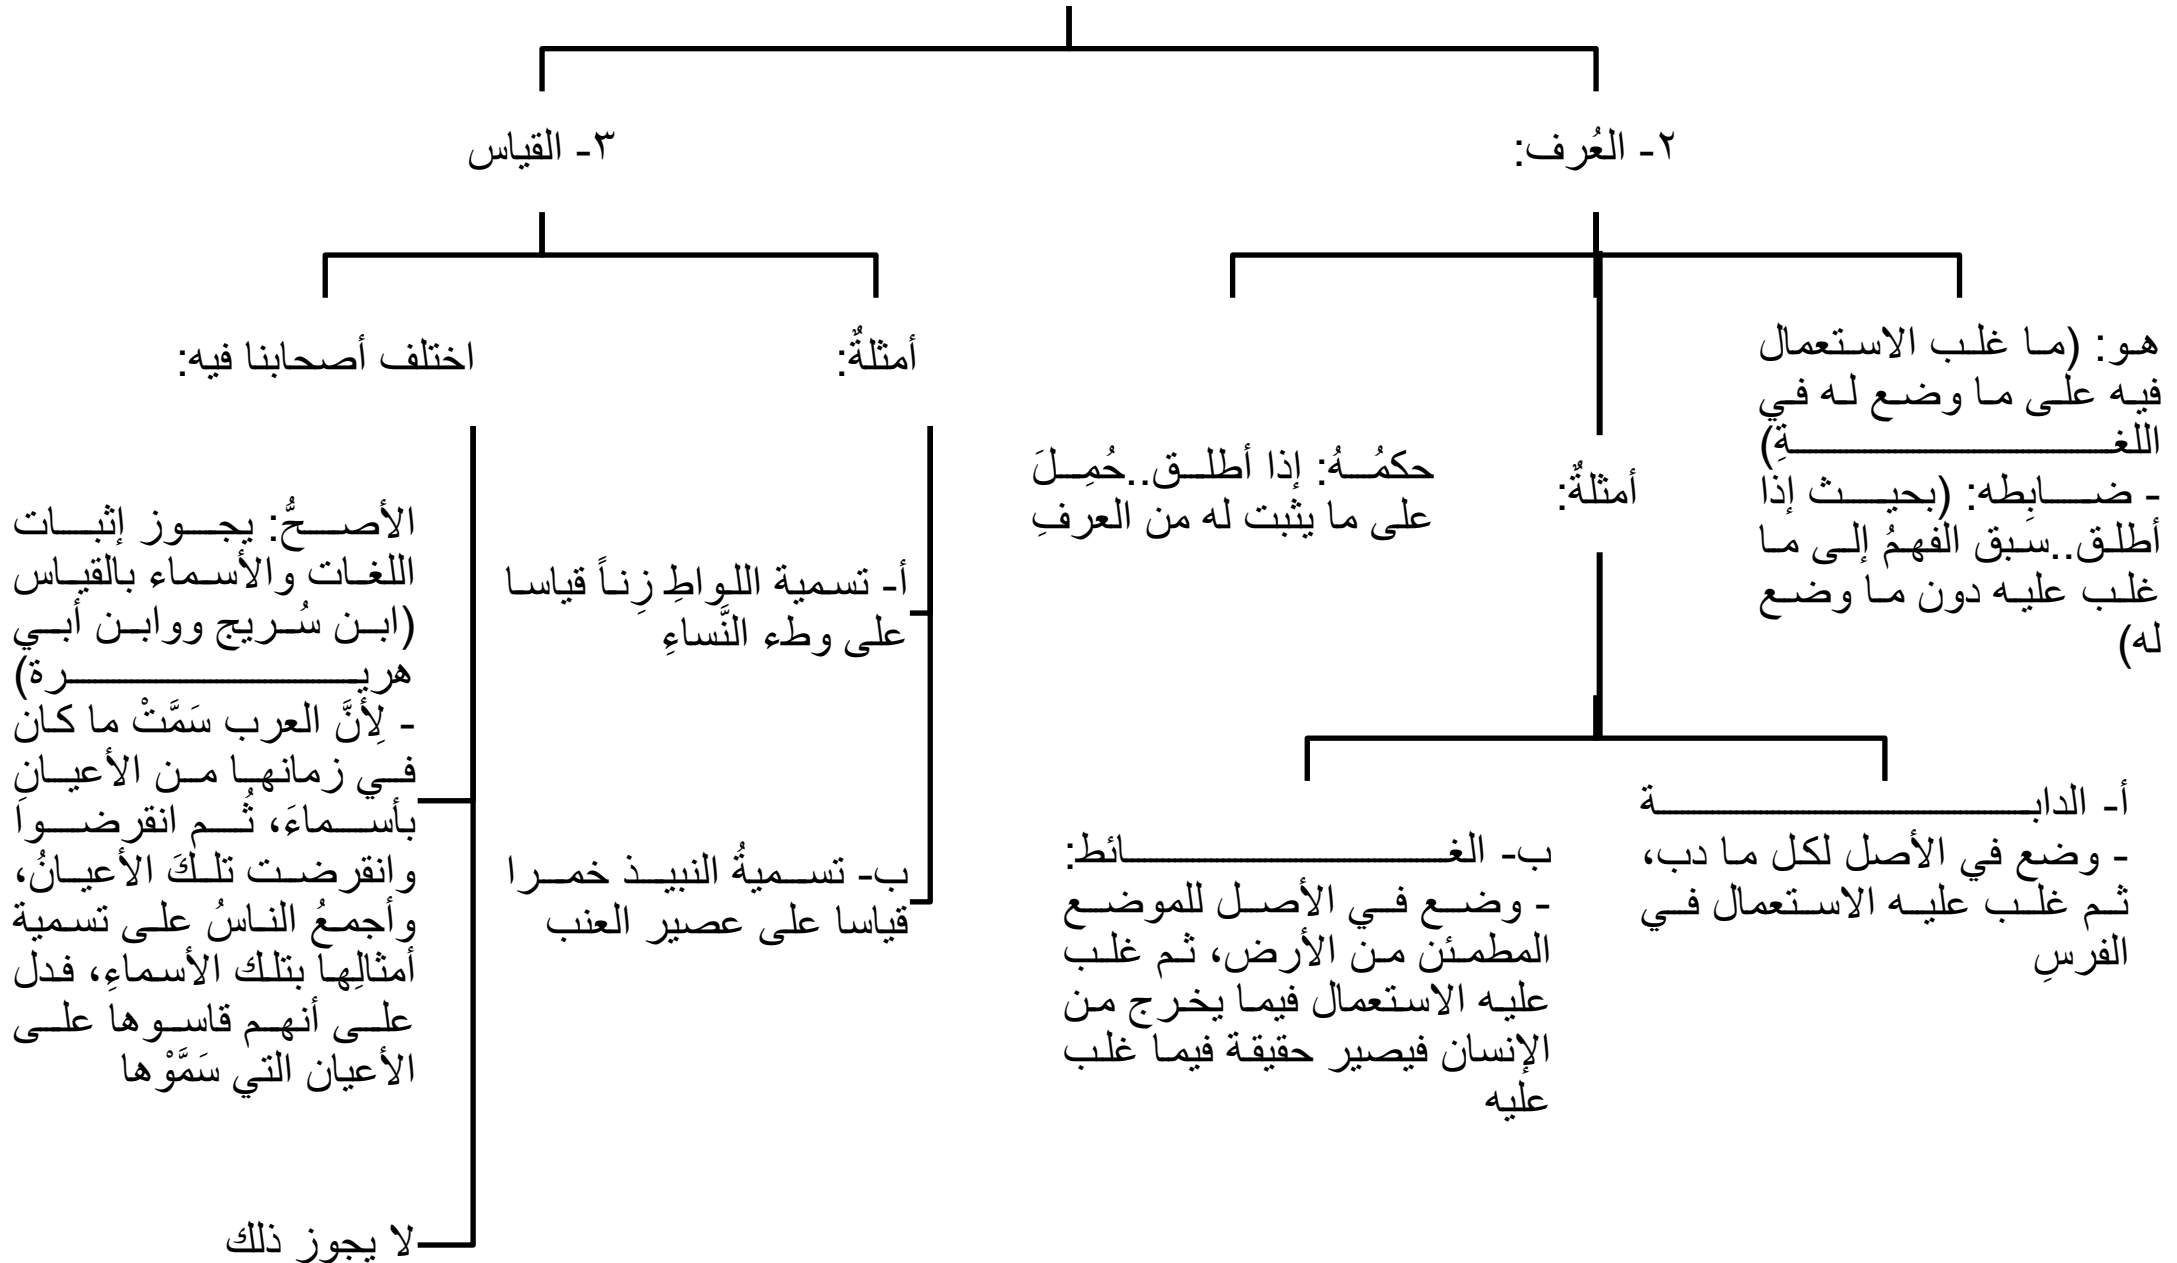 ٢- العُرف:
هو: (ما غلب الاستعمال
فيه على ما وضع له في
اللغةِ)
- ضابِطه: (بحيث إذا
أطلق..سبق الفهمُ إلى ما
غلب عليه دون ما وضع
له)
أمثلةٌ:
أ- الدابة
- وضع في الأصل لكل ما دب،
ثم غلب عليه الاستعمال في
الفرسِ
ب- الغائط:
- وضع في الأصل للموضع
المطمئن من الأرض، ثم غلب
عليه الاستعمال فيما يخرج من
الإنسان فيصير حقيقة فيما غلب
عليه
حكمُهُ: إذا أطلق..حُمِلَ
على ما يثبت له من العرفِ
٣- القياس
أمثلةٌ:
أ- تسمية اللواطِ زِناً قياسا
على وطء النَّساءِ
ب- تسميةُ النبيذ خمرا
قياسا على عصير العنب
اختلف أصحابنا فيه:
الأصحُّ: يجوز إثبات
اللغات والأسماء بالقياس
(ابن سُريج ووابن أبي
هريرة)
- لِأَنَّ العرب سَمَّتْ ما كان
في زمانها من الأعيانِ
بأسماءَ، ثُم انقرضوا
وانقرضت تلكَ الأعيانُ،
وأجمعُ الناسُ على تسمية
أمثالِها بتلك الأسماءِ، فدل
على أنهم قاسوها على
الأعيان التي سَمَّوْها
لا يجوز ذلك